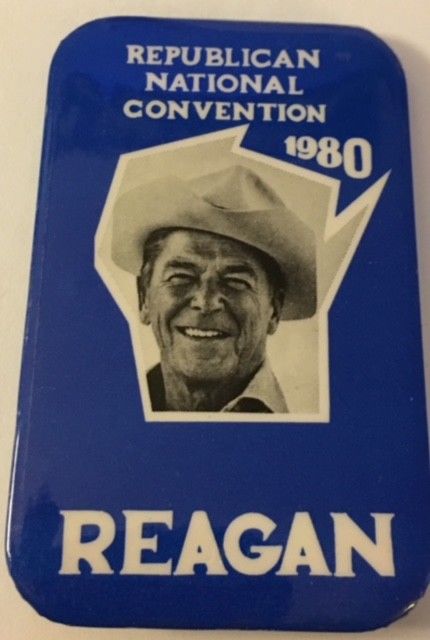 REPUBLICAN
NATIONAL
CONVENTION
1980
REAGAN